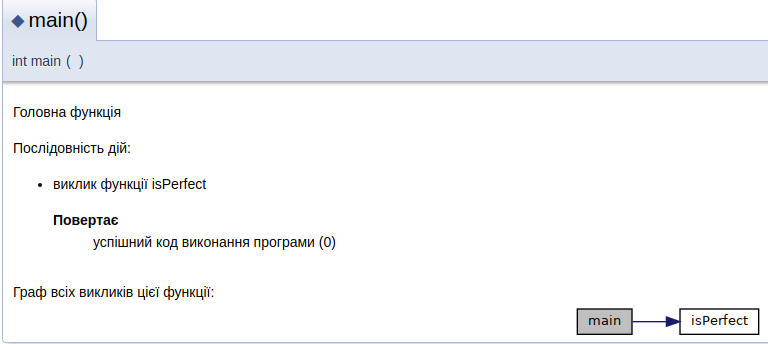 ◆ main()
int main ( )
Головна функція
Послідовність дій:
• виклик функції isPerfect
Повертає
успішний код виконання програми (0)
Граф всіх викликів цієї функції:
main isPerfect